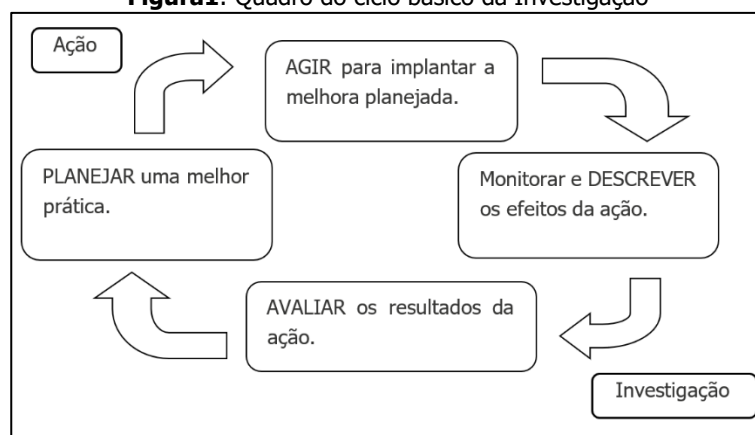 Figura1: Quadro do ciclo básico da Investigação
Ação
AGIR para implantar a
melhora planejada.
PLANEJAR uma melhor
prática.
Monitorar e DESCREVER
os efeitos da ação.
AVALIAR os resultados da
ação.
Investigação